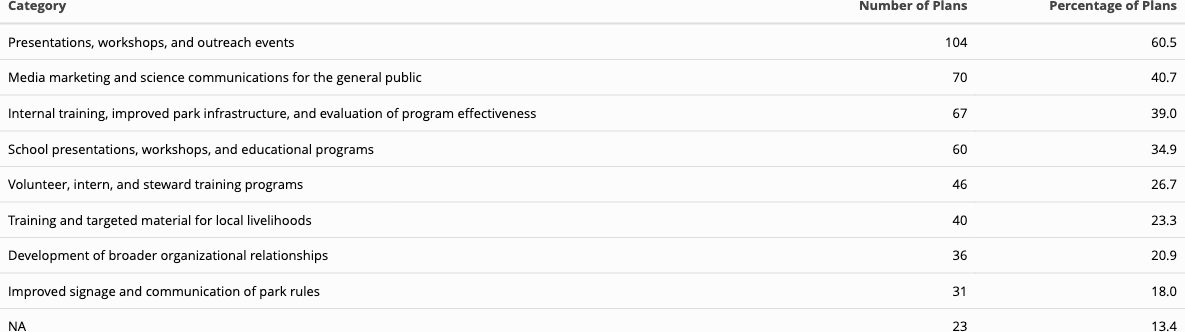 Category Number of Plans Percentage of Plans
Presentations, workshops, and outreach events 104 60.5
Media marketing and science communications for the general public 70 40.7
Internal training, improved park infrastructure, and evaluation of program effectiveness 67 39.0
School presentations, workshops, and educational programs 60 34.9
Volunteer, intern, and steward training programs 46 26.7
Training and targeted material for local livelihoods 40 23.3
Development of broader organizational relationships 36 20.9
Improved signage and communication of park rules 31 18.0
NA 23 13.4